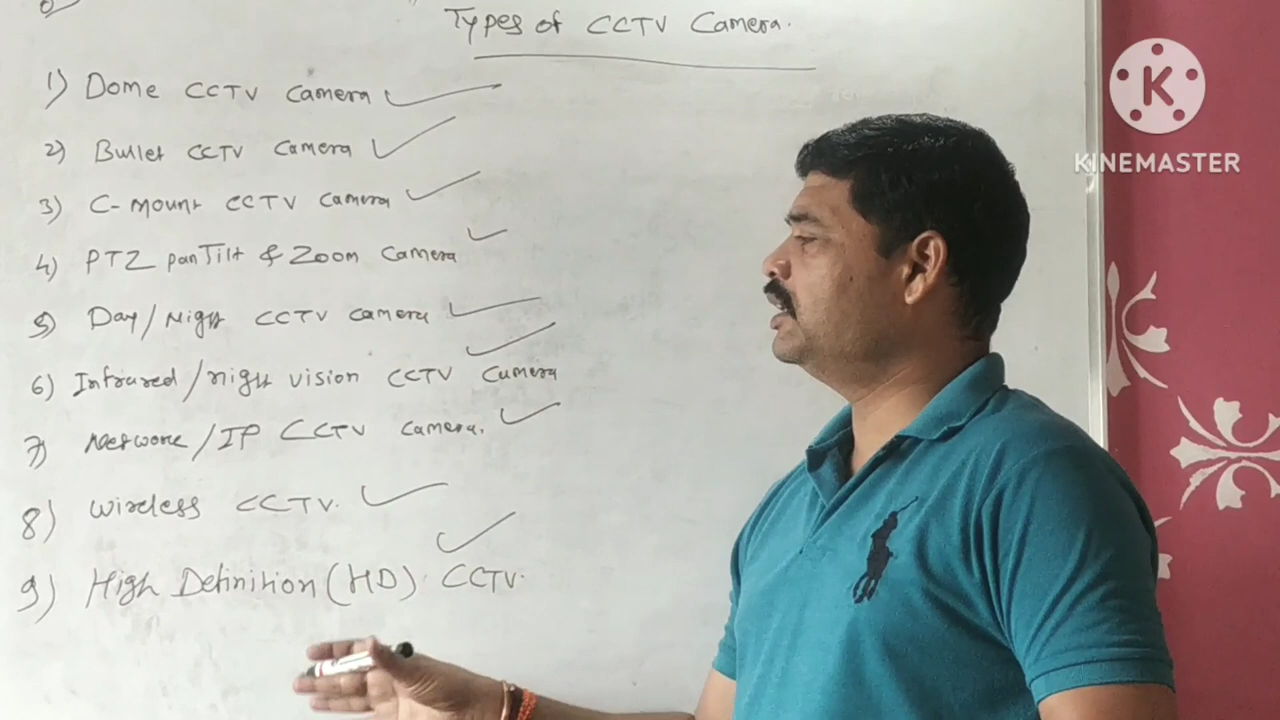 Types of CCTV Camera.
1) Dome CCTV Camera
2) Bullet CCTV Camera
3) C-mount CCTV Camera
4) PTZ panTilt & Zoom Camera
5) Day/Night CCTV Camera
6) Infrared/night vision CCTV Camera
7) Network/IP CCTV Camera.
8) Wireless CCTV.
9) High Definition (HD) CCTV.
K
KINEMASTER